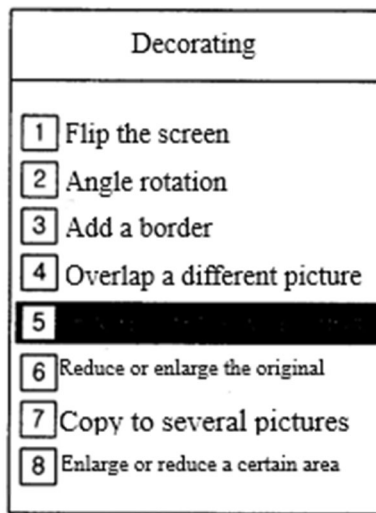 Decorating
1 Flip the screen
2 Angle rotation
3 Add a border
4 Overlap a different picture
5
6 Reduce or enlarge the original
7 Copy to several pictures
8 Enlarge or reduce a certain area